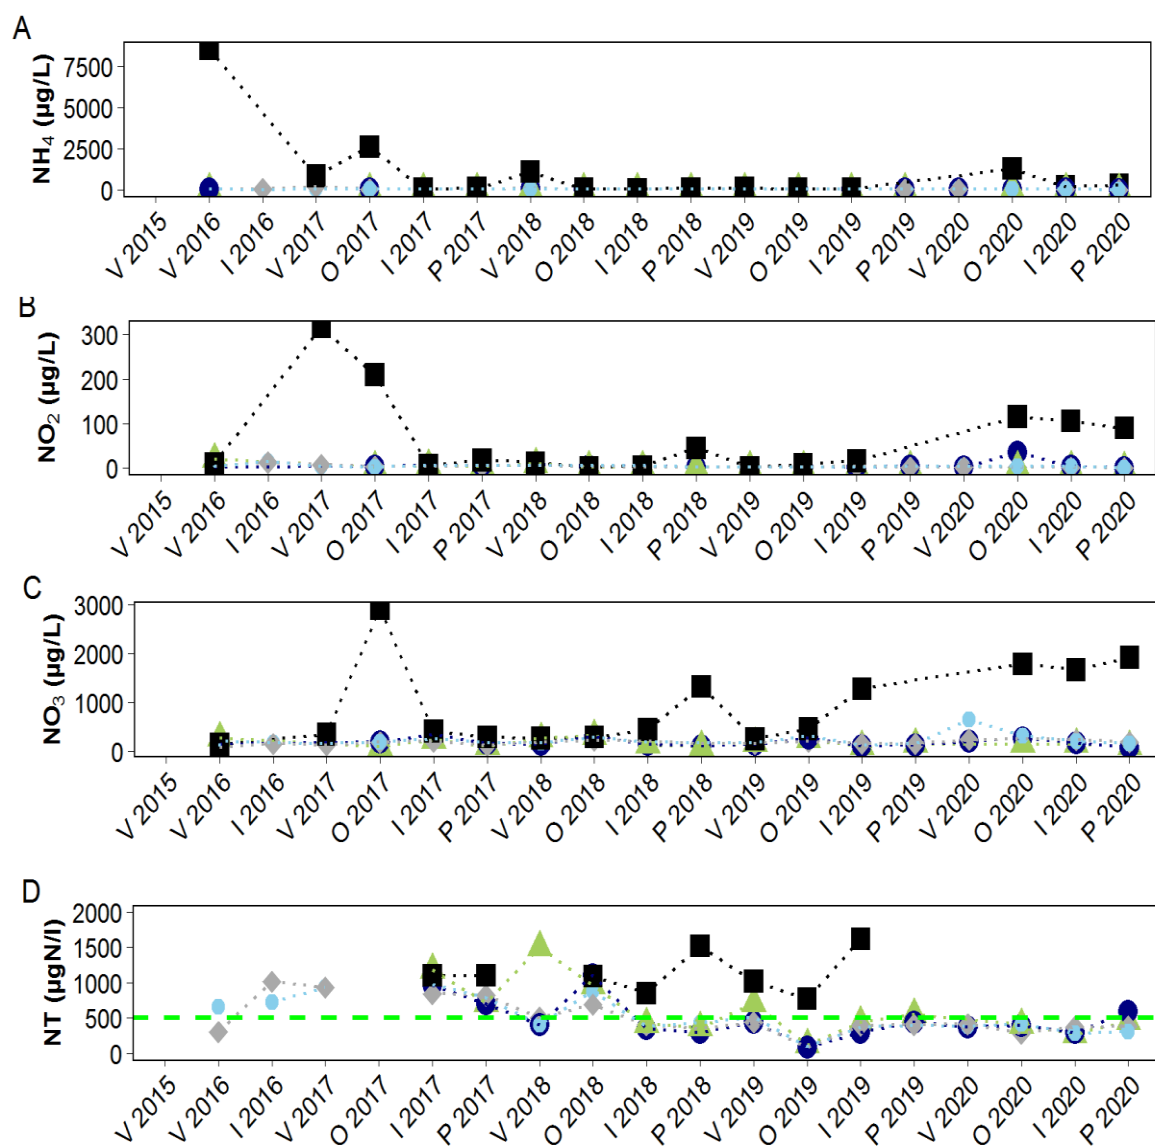 A
NH₄ (µg/L)
7500
5000
2500
0
V 2015 V 2016 I 2016 V 2017 O 2017 I 2017 P 2017 V 2018 O 2018 I 2018 P 2018 V 2019 O 2019 I 2019 P 2019 V 2020 O 2020 I 2020 P 2020
B
NO₂ (µg/L)
300
200
100
0
V 2015 V 2016 I 2016 V 2017 O 2017 I 2017 P 2017 V 2018 O 2018 I 2018 P 2018 V 2019 O 2019 I 2019 P 2019 V 2020 O 2020 I 2020 P 2020
C
NO₃ (µg/L)
3000
2000
1000
0
V 2015 V 2016 I 2016 V 2017 O 2017 I 2017 P 2017 V 2018 O 2018 I 2018 P 2018 V 2019 O 2019 I 2019 P 2019 V 2020 O 2020 I 2020 P 2020
D
NT (µgN/l)
2000
1500
1000
500
0
V 2015 V 2016 I 2016 V 2017 O 2017 I 2017 P 2017 V 2018 O 2018 I 2018 P 2018 V 2019 O 2019 I 2019 P 2019 V 2020 O 2020 I 2020 P 2020